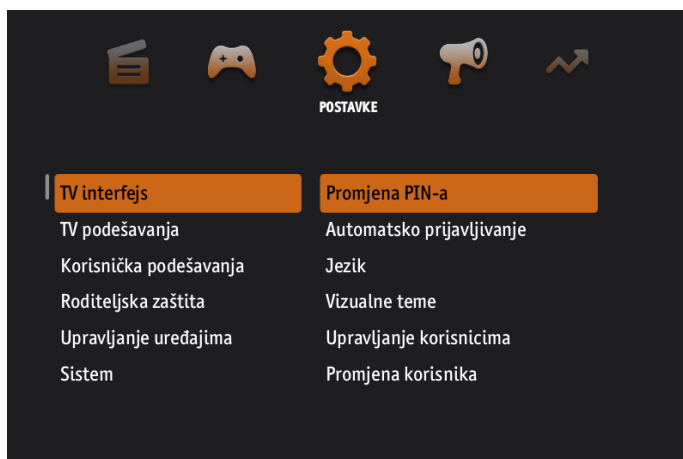 POSTAVKE
TV interfejs
Promjena PIN-a
TV podešavanja
Automatsko prijavljivanje
Korisnička podešavanja
Jezik
Roditeljska zaštita
Vizualne teme
Upravljanje uređajima
Upravljanje korisnicima
Sistem
Promjena korisnika